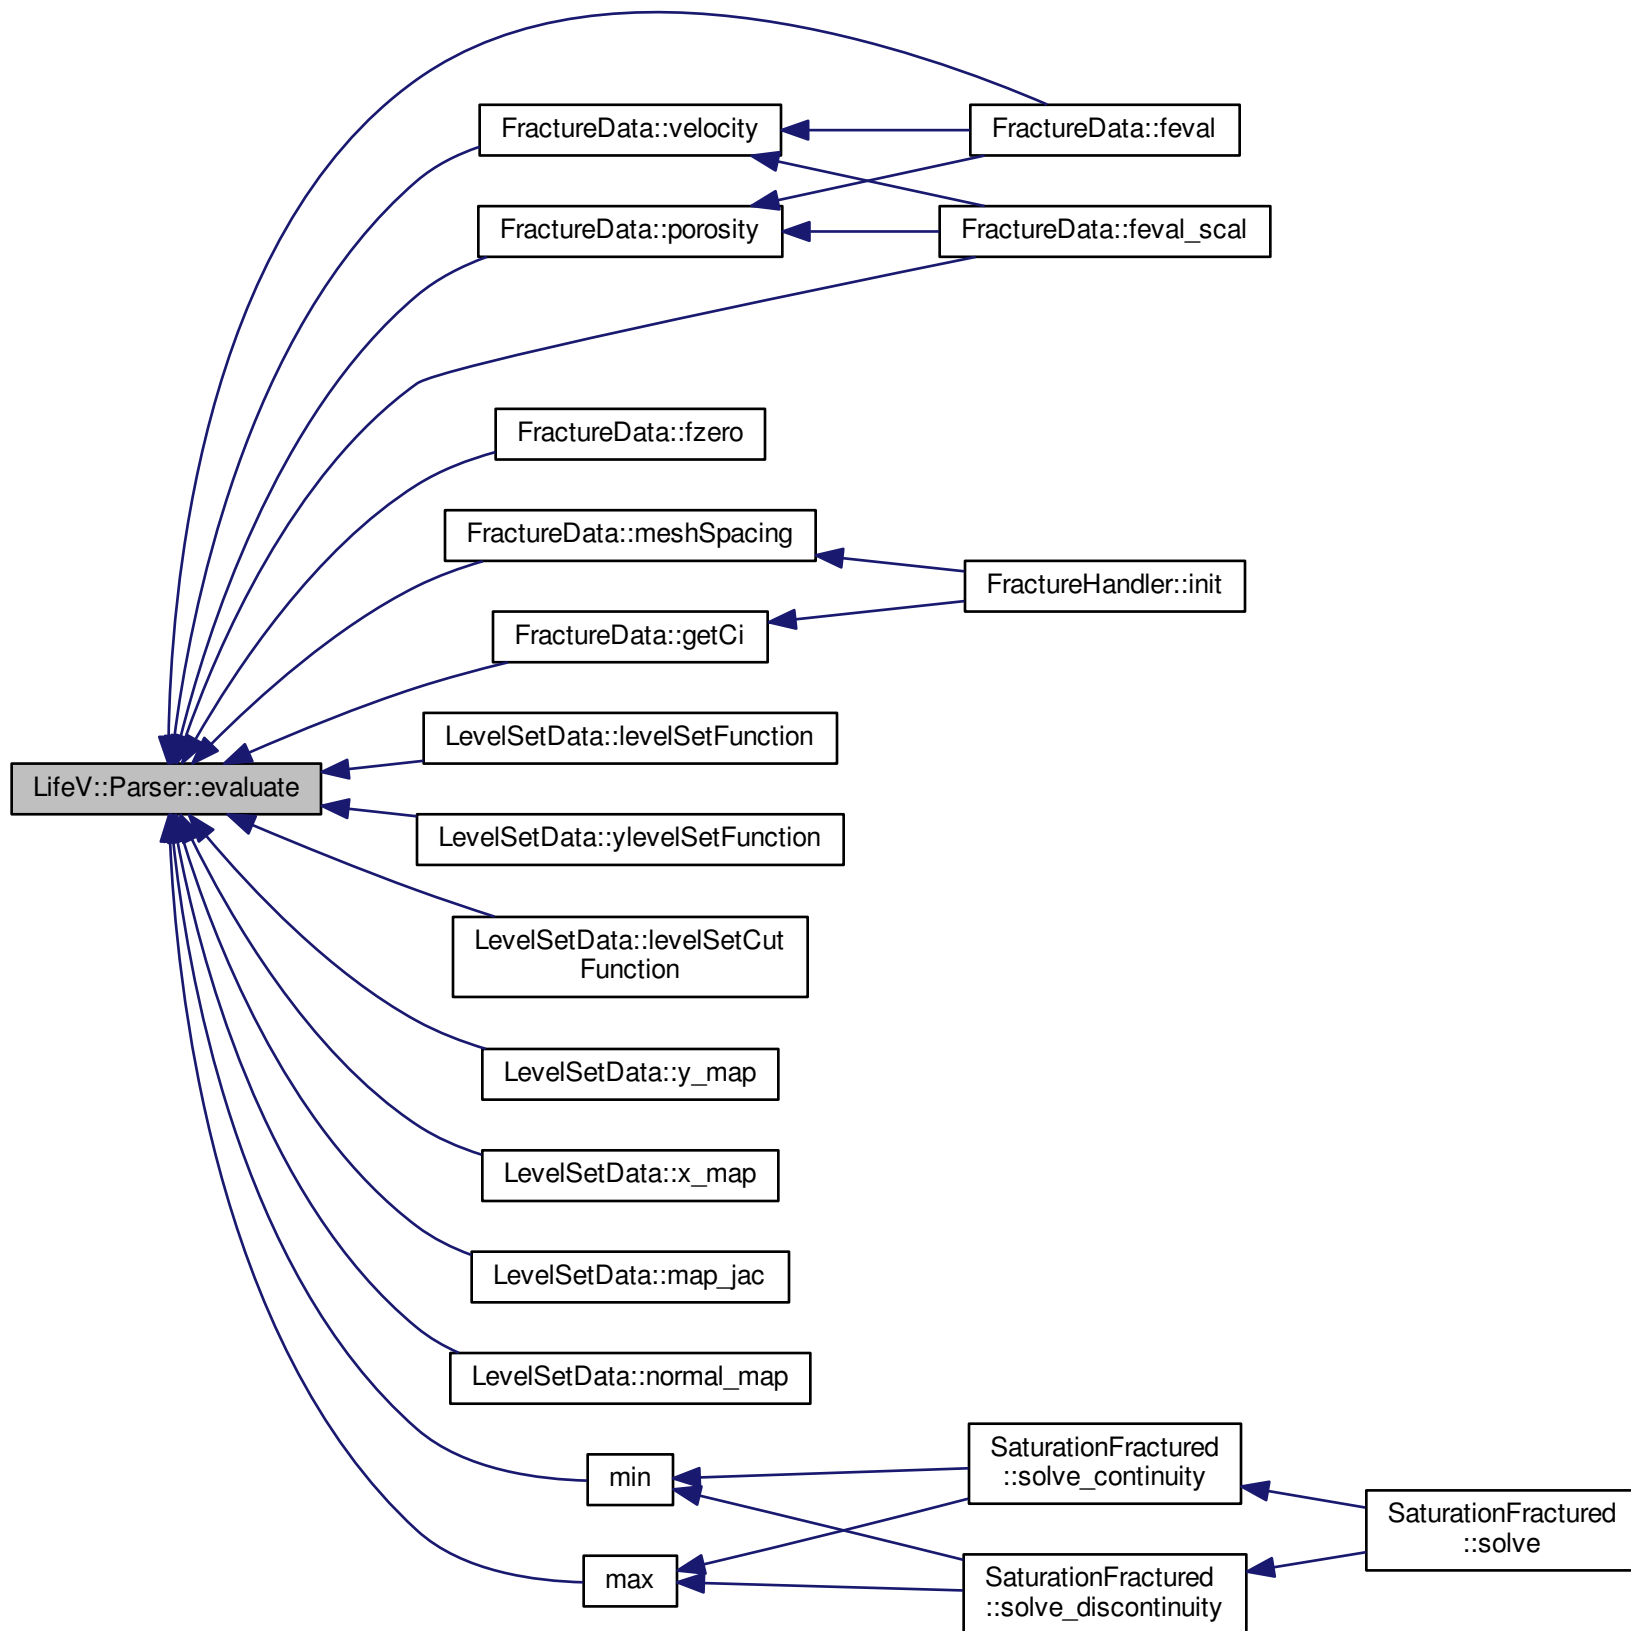 FractureData::velocity
FractureData::feval
FractureData::porosity
FractureData::feval_scal
FractureData::fzero
FractureData::meshSpacing
FractureHandler::init
FractureData::getCi
LevelSetData::levelSetFunction
LifeV::Parser::evaluate
LevelSetData::ylevelSetFunction
LevelSetData::levelSetCut
Function
LevelSetData::y_map
LevelSetData::x_map
LevelSetData::map_jac
LevelSetData::normal_map
min
SaturationFractured
::solve_continuity
SaturationFractured
::solve
max
SaturationFractured
::solve_discontinuity